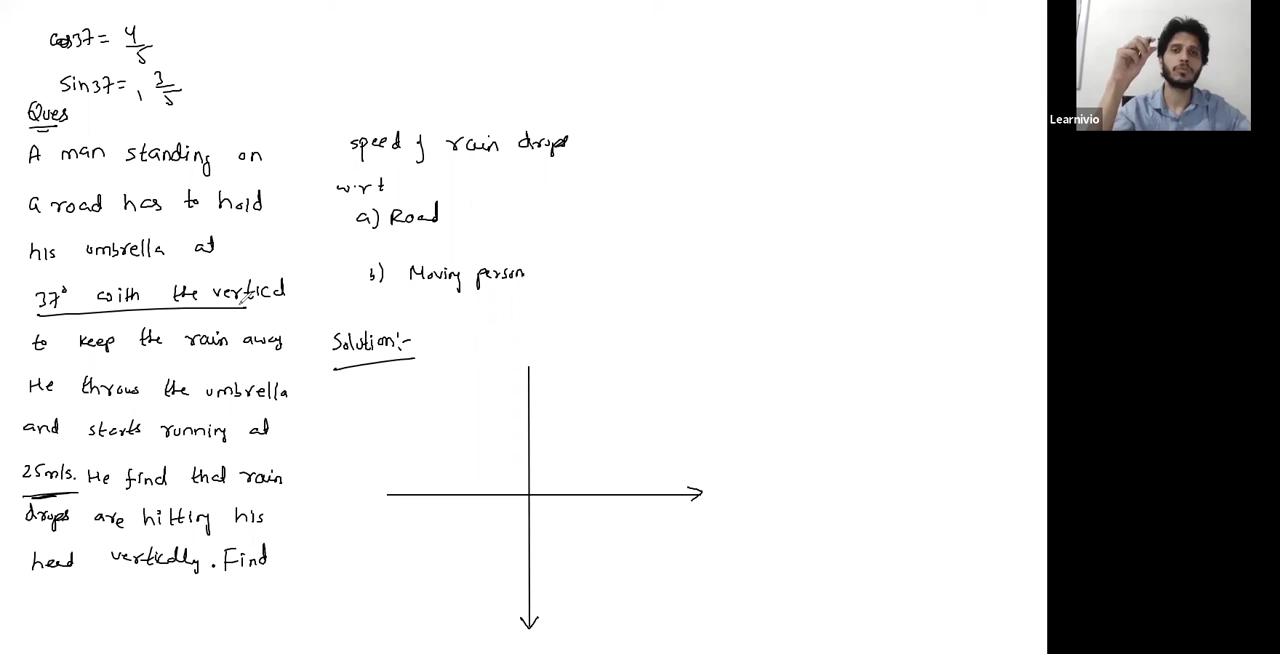 cos37 = 4/5
Sin37 = 3/5
Ques
A man standing on
a road has to hold
his umbrella at
37° with the vertical
to keep the rain away
He throws the umbrella
and starts running at
25m/s. He find that rain
drops are hitting his
head vertically. Find
speed of rain drops
w.r.t
a) Road
b) Moving person
Solution:-
Learnivio